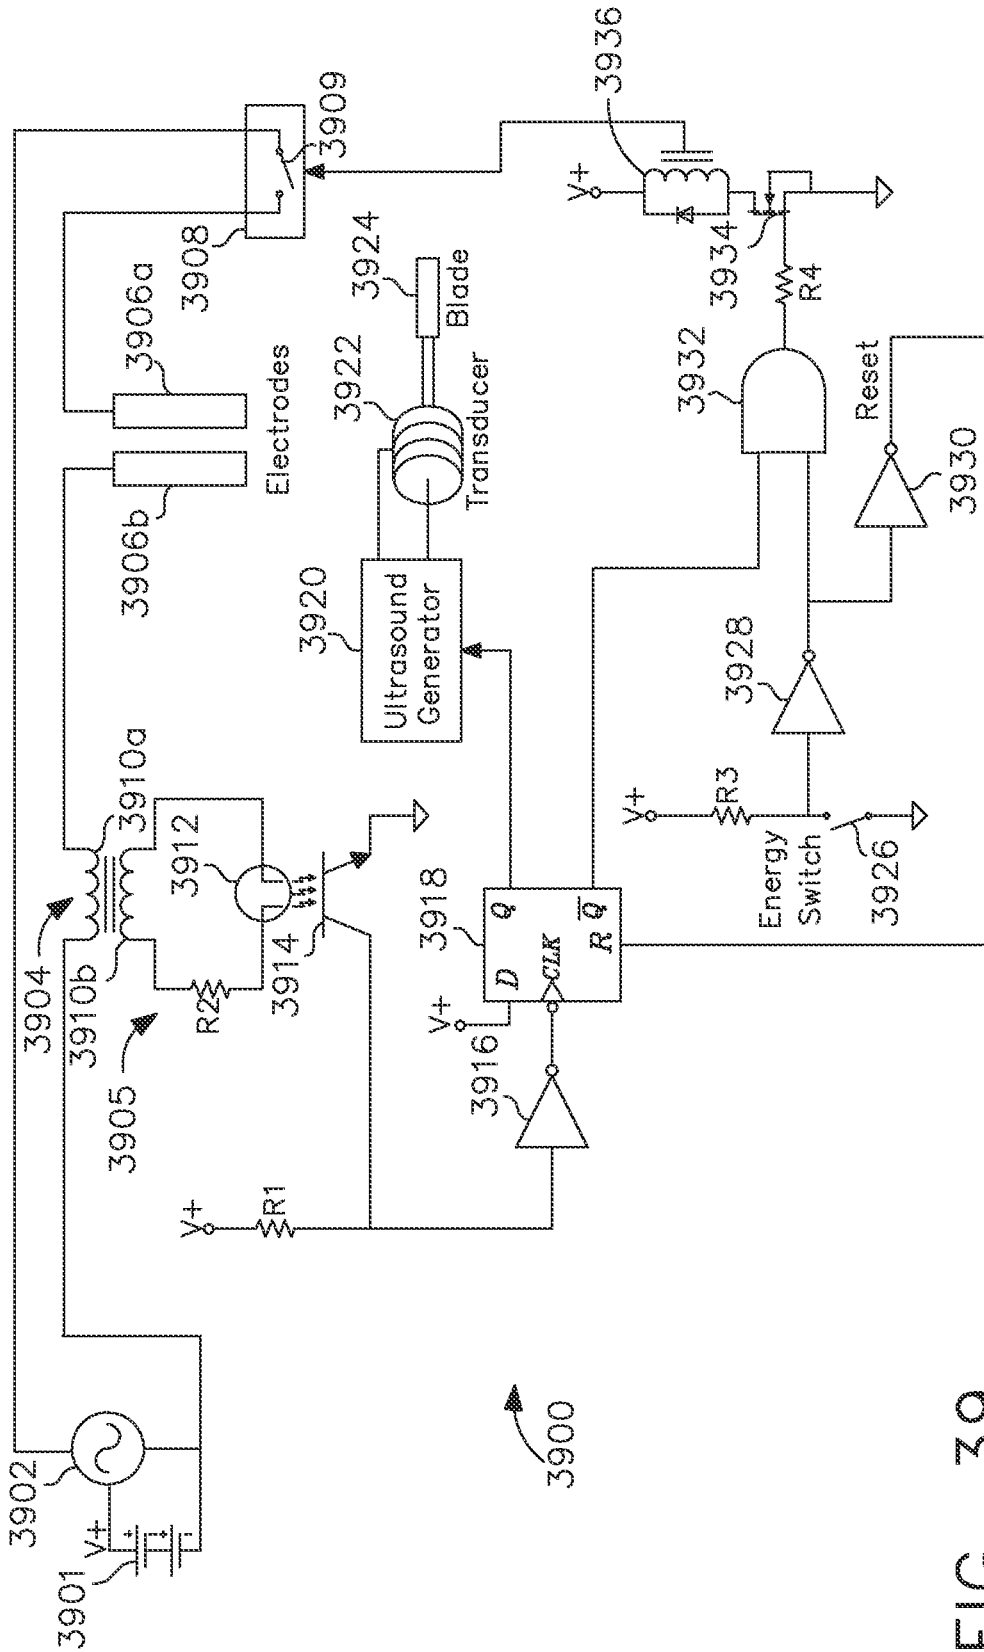 3901
V+
3902
3904
3910a
3910b
3905
R2
3912
3914
V+
R1
3906b
3906a
Electrodes
3908
3909
3920
Ultrasound
Generator
3922
Transducer
3924
Blade
3900
3916
V+
3918
D
Q
CLK
R
Q
V+
R3
Energy
Switch
3926
3928
3930
Reset
3932
R4
3934
V+
3936
FIG. 39